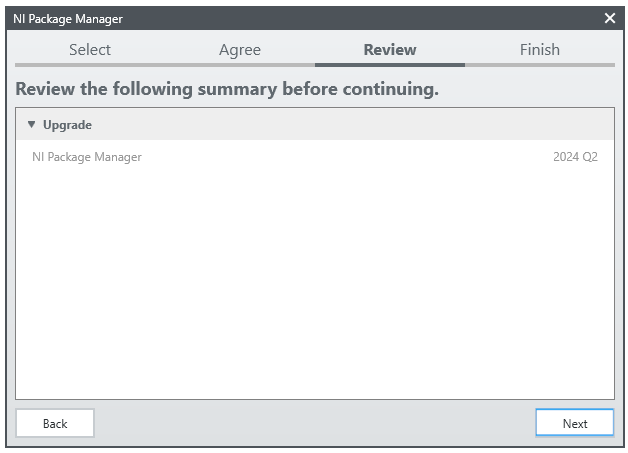 NI Package Manager
Select Agree Review Finish
Review the following summary before continuing.
Upgrade
NI Package Manager 2024 Q2
Back Next